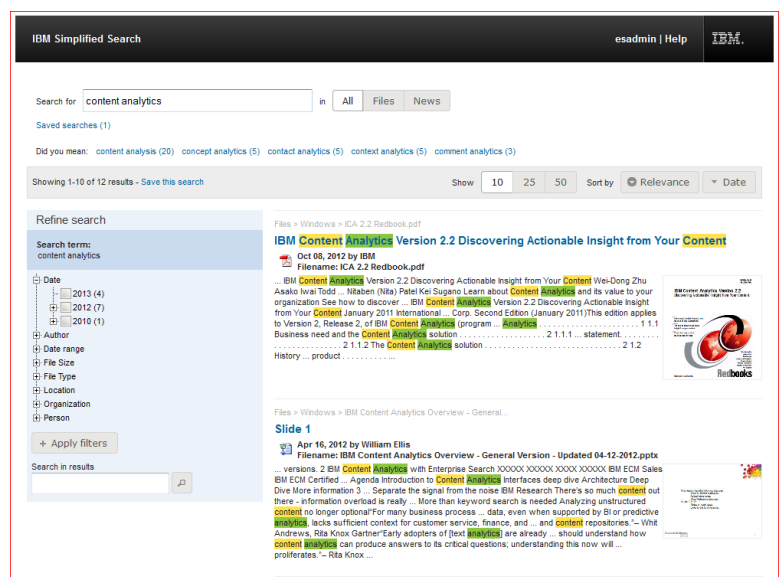 IBM Simplified Search
esadmin | Help
IBM.
Search for content analytics in All Files News
Saved searches (1)
Did you mean: content analysis (20) concept analytics (5) contact analytics (5) context analytics (5) comment analytics (3)
Showing 1-10 of 12 results - Save this search
Show 10 25 50 Sort by Relevance Date
Refine search
Search term:
content analytics
Date
2013 (4)
2012 (7)
2010 (1)
Author
Date range
File Size
File Type
Location
Organization
Person
+ Apply filters
Search in results
Files > Windows > ICA 2.2 Redbook.pdf
IBM Content Analytics Version 2.2 Discovering Actionable Insight from Your Content
Oct 08, 2012 by IBM
Filename: ICA 2.2 Redbook.pdf
... IBM Content Analytics Version 2.2 Discovering Actionable Insight from Your Content Wei-Dong Zhu
Asako Iwai Todd ... Nitaben (Nita) Patel Kei Sugano Learn about Content Analytics and its value to your
organization See how to discover ... IBM Content Analytics Version 2.2 Discovering Actionable Insight
from Your Content January 2011 International ... Corp. Second Edition (January 2011)This edition applies
to Version 2, Release 2, of IBM Content Analytics (program ... Analytics . . . . . . . . . . . . . . . . . . . . . . . 1 1.1
Business need and the Content Analytics solution . . . . . . . . . . . . . . . . . . . 2 1.1.1 ... statement. . . . . . . . .
. . . . . . . . . . . . . . . 2 1.1.2 The Content Analytics solution . . . . . . . . . . . . . . . . . . . . . . . . . . . . . 2 1.2
History ... product . . . . . . . . . . ...
IBM Content Analytics Version 2.2
Discovering Actionable Insight from Your Content
Redbooks
Files > Windows > IBM Content Analytics Overview - General...
Slide 1
Apr 16, 2012 by William Ellis
Filename: IBM Content Analytics Overview - General Version - Updated 04-12-2012.pptx
... versions. 2 IBM Content Analytics with Enterprise Search XXXXX XXXXX XXXX XXXXX IBM ECM Sales
IBM ECM Certified ... Agenda Introduction to Content Analytics Interfaces deep dive Architecture Deep
Dive More information 3 ... Separate the signal from the noise IBM Research There's so much content out
there - information overload is really ... More than keyword search is needed Analyzing unstructured
content no longer optional"For many business process ... data, even when supported by BI or predictive
analytics, lacks sufficient context for customer service, finance, and ... and content repositories."– Whit
Andrews, Rita Knox Gartner"Early adopters of [text analytics] are already ... should understand how
content analytics can produce answers to its critical questions; understanding this now will ...
proliferates."– Rita Knox ...